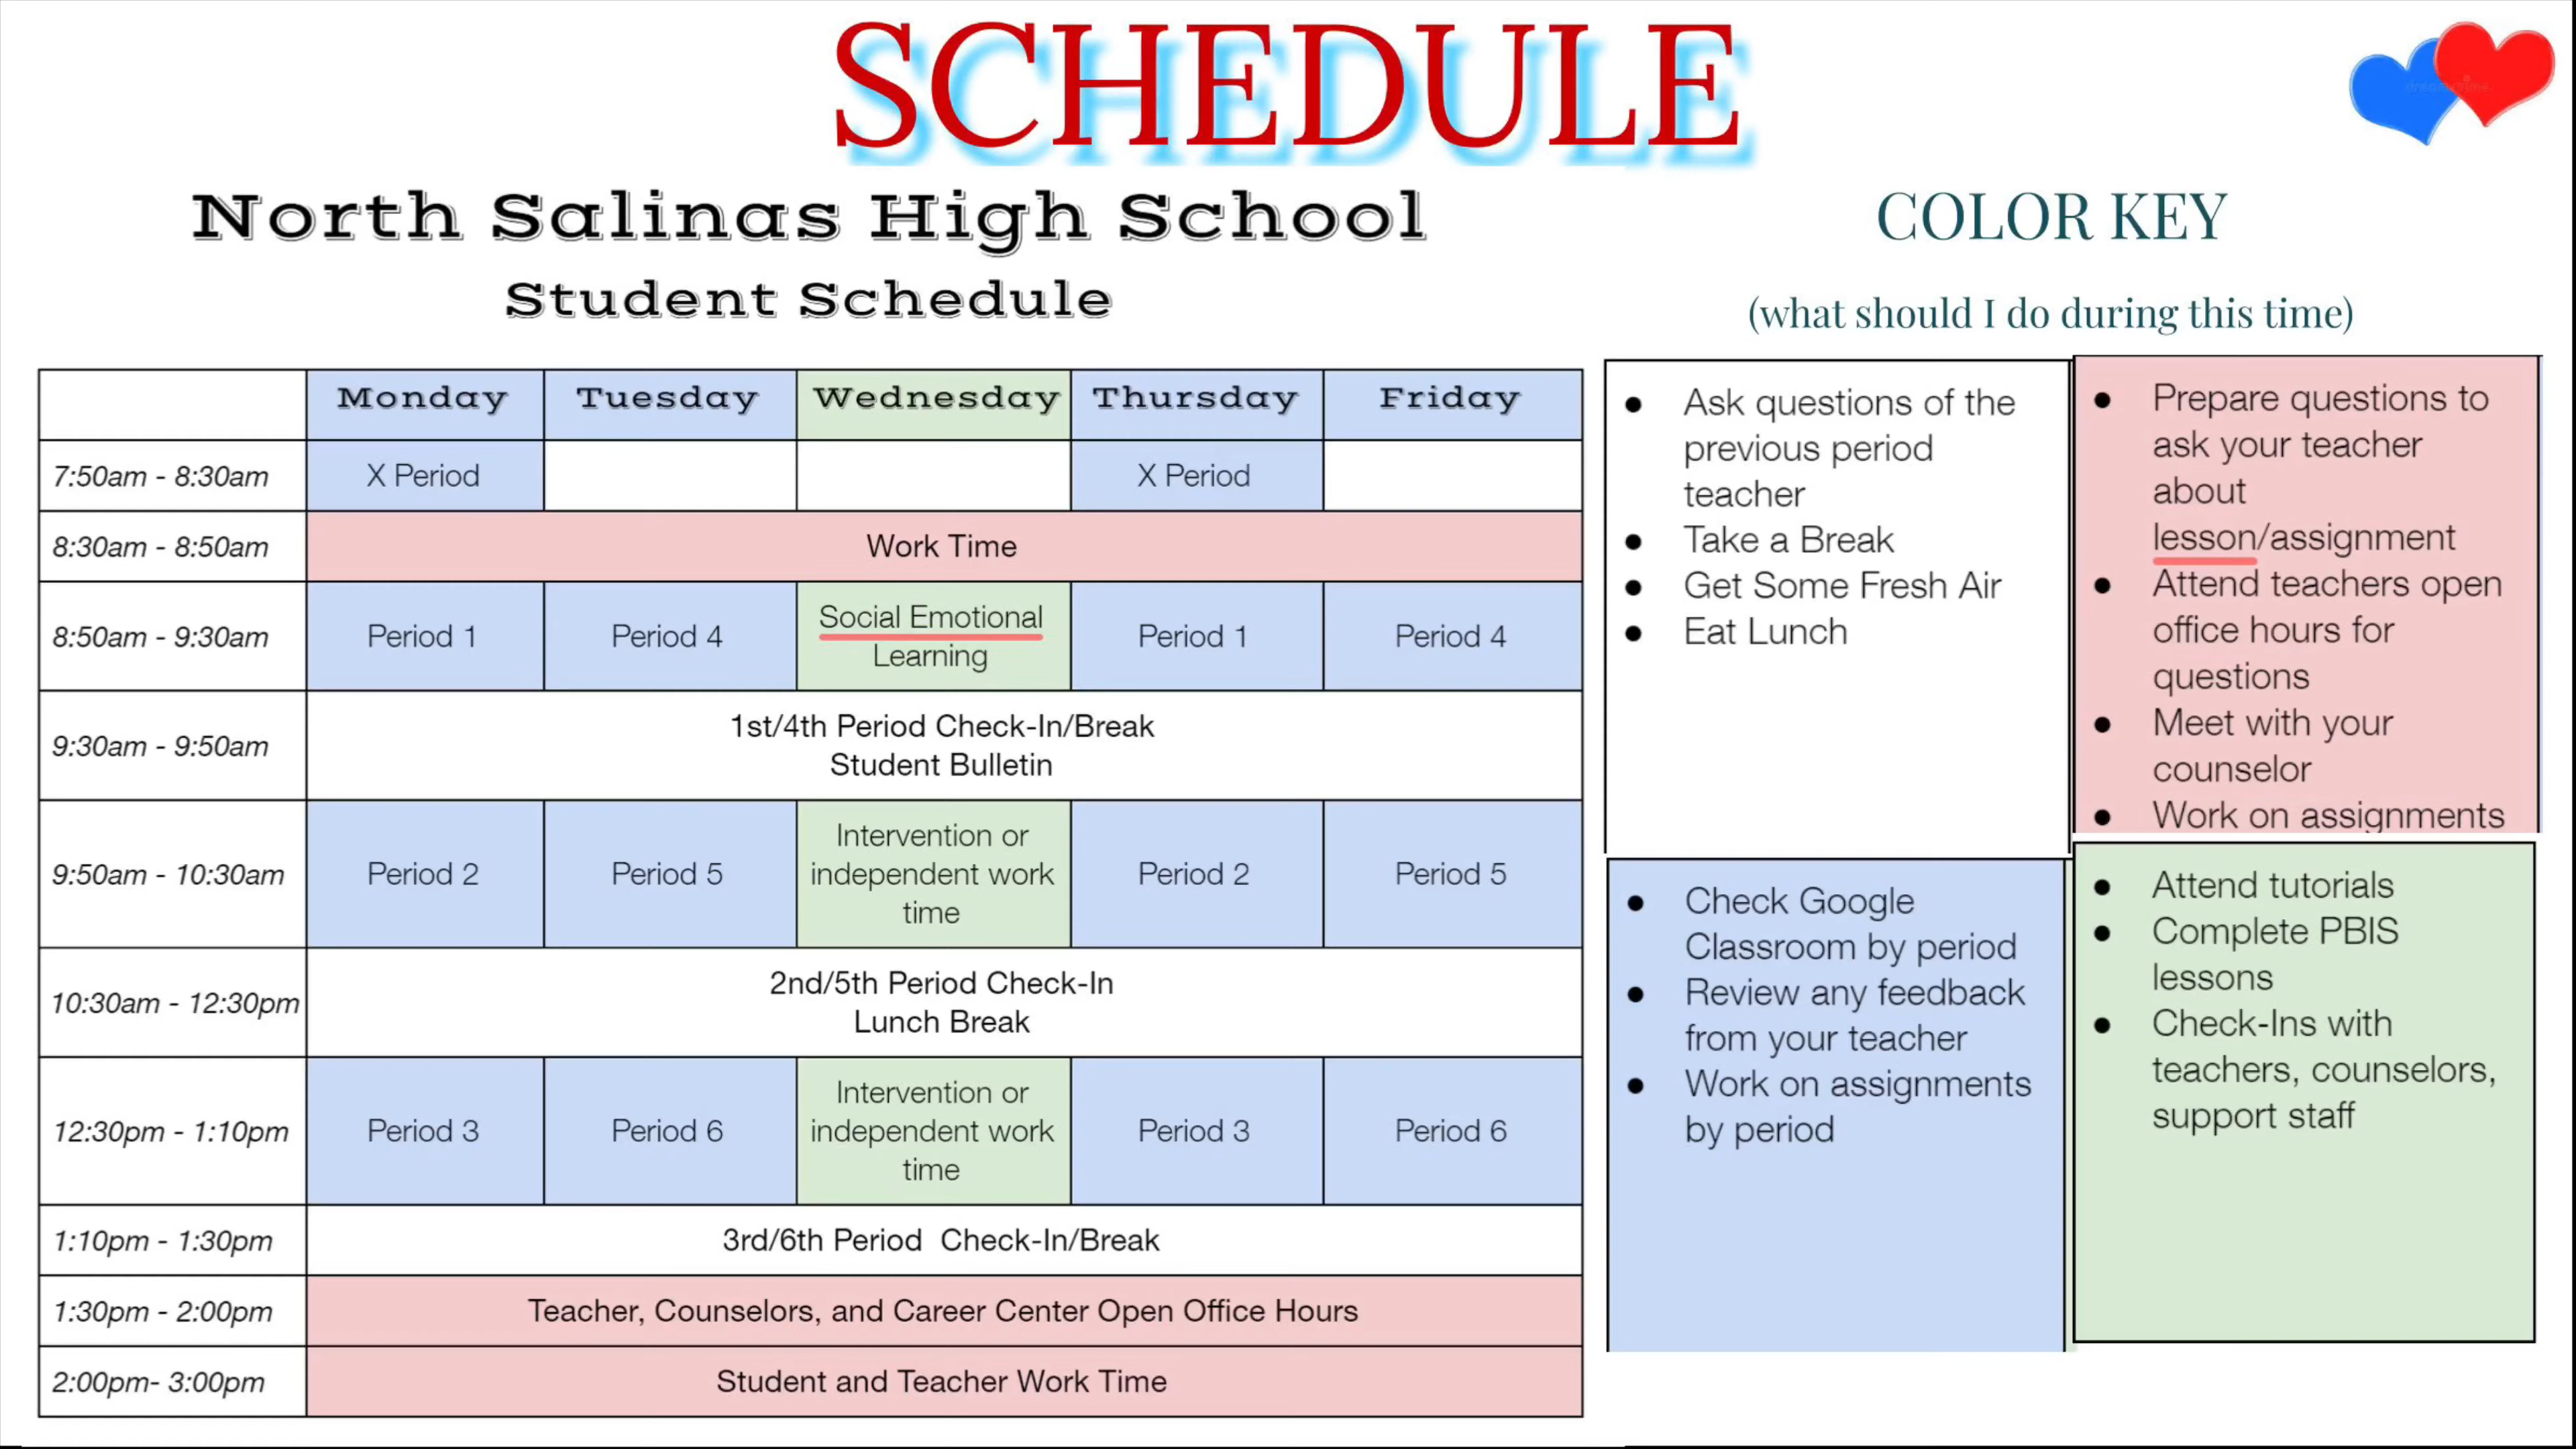 SCHEDULE
North Salinas High School
Student Schedule
Monday Tuesday Wednesday Thursday Friday
7:50am - 8:30am X Period X Period
8:30am - 8:50am Work Time
8:50am - 9:30am Period 1 Period 4 Social Emotional Learning Period 1 Period 4
9:30am - 9:50am 1st/4th Period Check-In/Break
Student Bulletin
9:50am - 10:30am Period 2 Period 5 Intervention or independent work time Period 2 Period 5
10:30am - 12:30pm 2nd/5th Period Check-In
Lunch Break
12:30pm - 1:10pm Period 3 Period 6 Intervention or independent work time Period 3 Period 6
1:10pm - 1:30pm 3rd/6th Period Check-In/Break
1:30pm - 2:00pm Teacher, Counselors, and Career Center Open Office Hours
2:00pm- 3:00pm Student and Teacher Work Time
COLOR KEY
(what should I do during this time)
● Ask questions of the
previous period
teacher
● Take a Break
● Get Some Fresh Air
● Eat Lunch
● Prepare questions to
ask your teacher
about
lesson/assignment
● Attend teachers open
office hours for
questions
● Meet with your
counselor
● Work on assignments
● Check Google
Classroom by period
● Review any feedback
from your teacher
● Work on assignments
by period
● Attend tutorials
● Complete PBIS
lessons
● Check-Ins with
teachers, counselors,
support staff